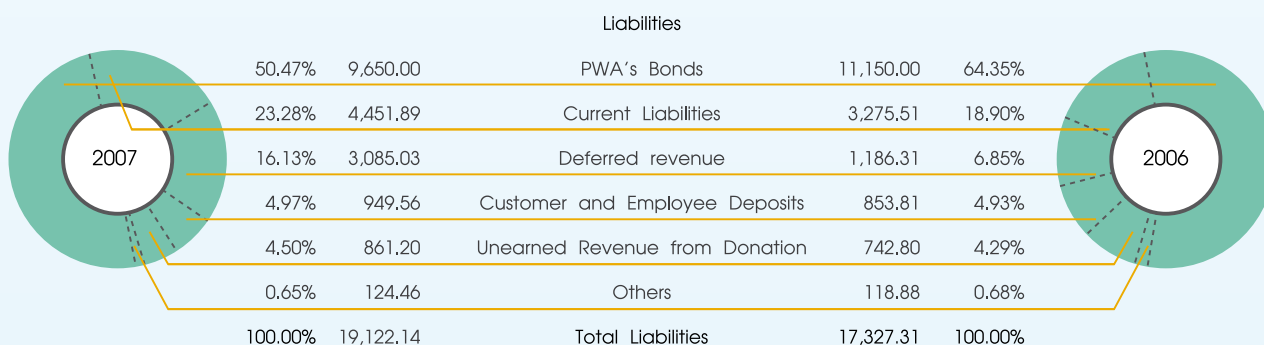 Liabilities
50.47% 9,650.00 PWA's Bonds 11,150.00 64.35%
23.28% 4,451.89 Current Liabilities 3,275.51 18.90%
2007 16.13% 3,085.03 Deferred revenue 1,186.31 6.85% 2006
4.97% 949.56 Customer and Employee Deposits 853.81 4.93%
4.50% 861.20 Unearned Revenue from Donation 742.80 4.29%
0.65% 124.46 Others 118.88 0.68%
100.00% 19,122.14 Total Liabilities 17,327.31 100.00%